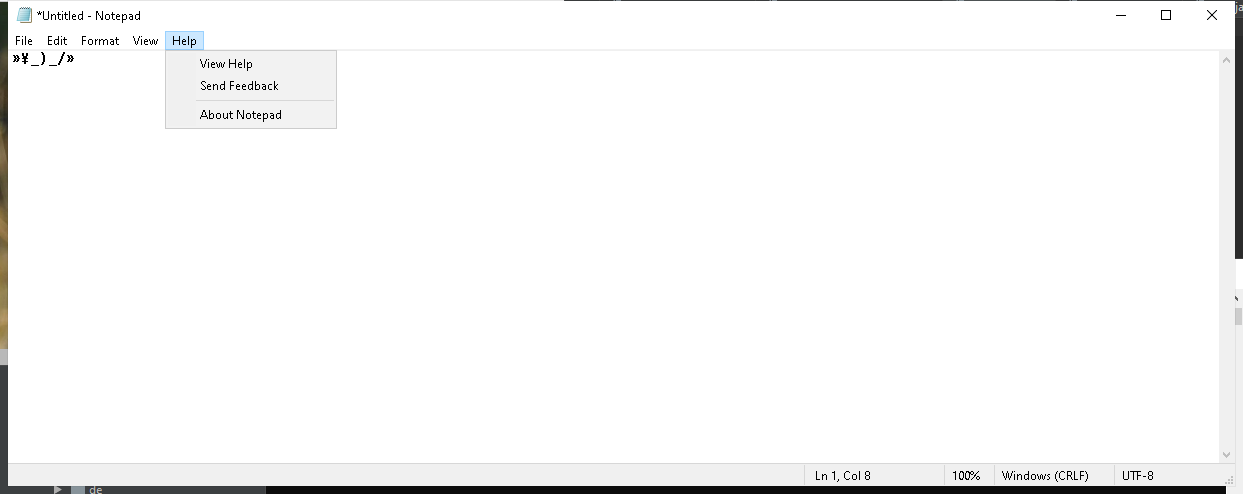 *Untitled - Notepad
File Edit Format View Help
»¥_)_/»
View Help
Send Feedback
About Notepad
Ln 1, Col 8 100% Windows (CRLF) UTF-8
de